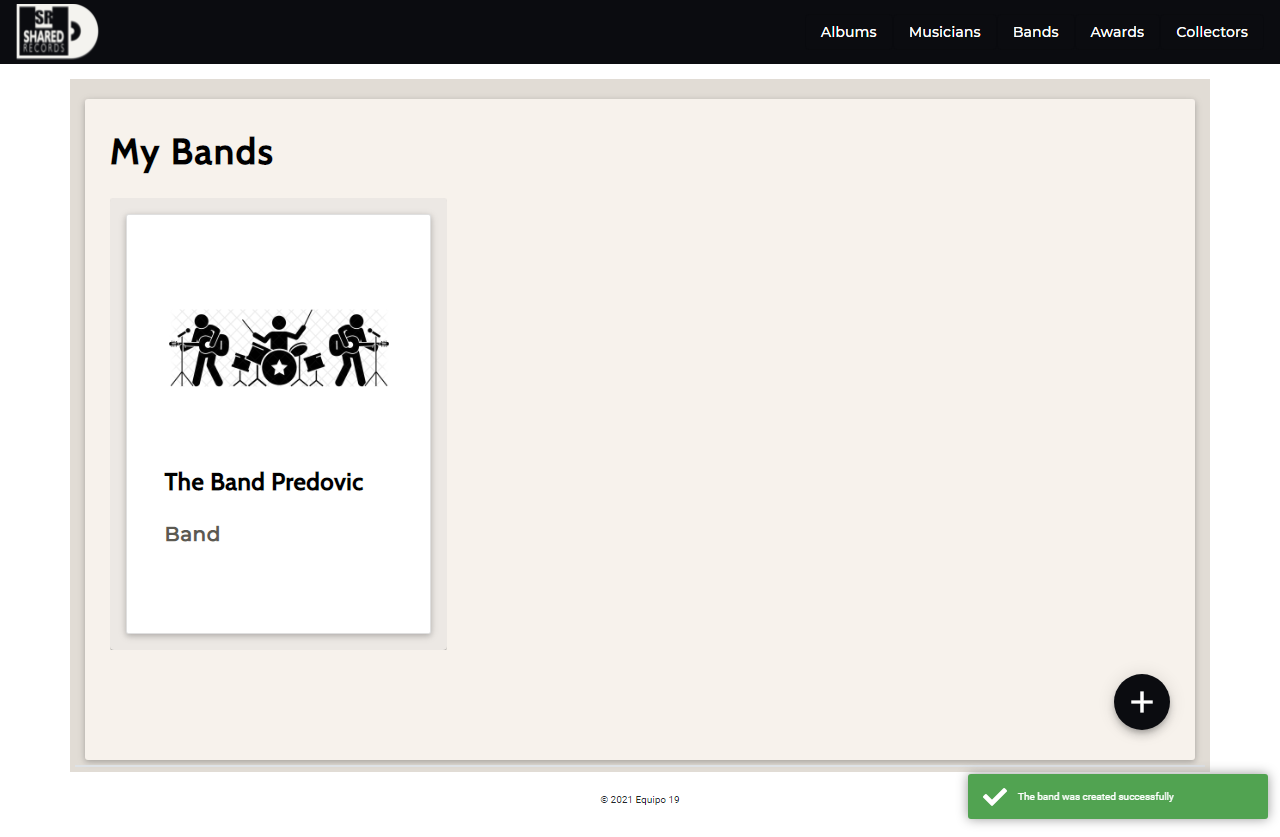 SR
SHARED
RECORDS
Albums
Musicians
Bands
Awards
Collectors
My Bands
The Band Predovic
Band
© 2021 Equipo 19
The band was created successfully